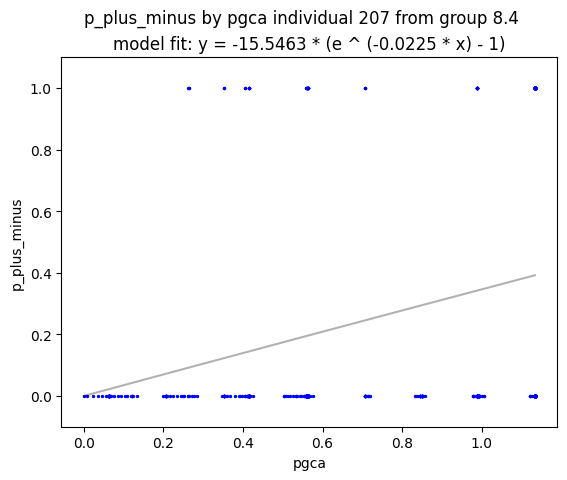 p_plus_minus by pgca individual 207 from group 8.4
model fit: y = -15.5463 * (e ^ (-0.0225 * x) - 1)
1.0
0.8
0.6
0.4
0.2
0.0
p_plus_minus
0.0 0.2 0.4 0.6 0.8 1.0
pgca